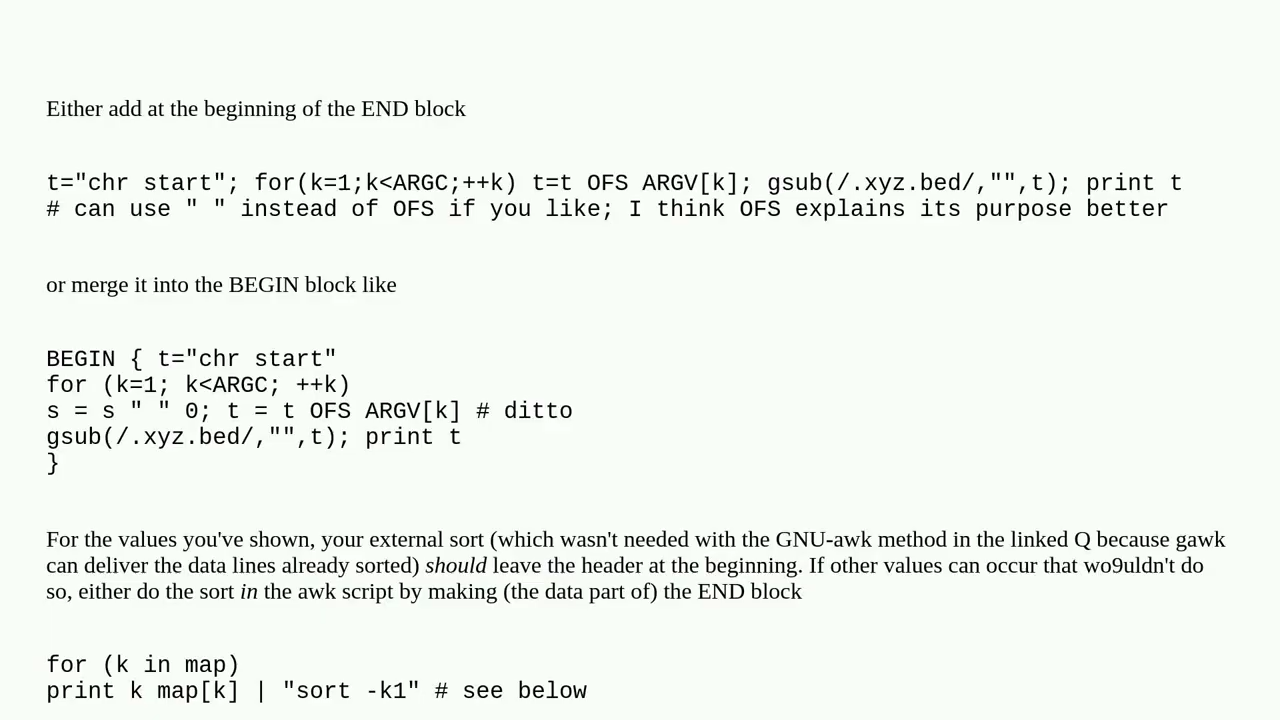 Either add at the beginning of the END block
t="chr start"; for(k=1;k<ARGC;++k) t=t OFS ARGV[k]; gsub(/.xyz.bed/,"",t); print t
# can use " " instead of OFS if you like; I think OFS explains its purpose better
or merge it into the BEGIN block like
BEGIN { t="chr start"
for (k=1; k<ARGC; ++k)
s = s " " 0; t = t OFS ARGV[k] # ditto
gsub(/.xyz.bed/,"",t); print t
}
For the values you've shown, your external sort (which wasn't needed with the GNU-awk method in the linked Q because gawk
can deliver the data lines already sorted) should leave the header at the beginning. If other values can occur that wo9uldn't do
so, either do the sort in the awk script by making (the data part of) the END block
for (k in map)
print k map[k] | "sort -k1" # see below